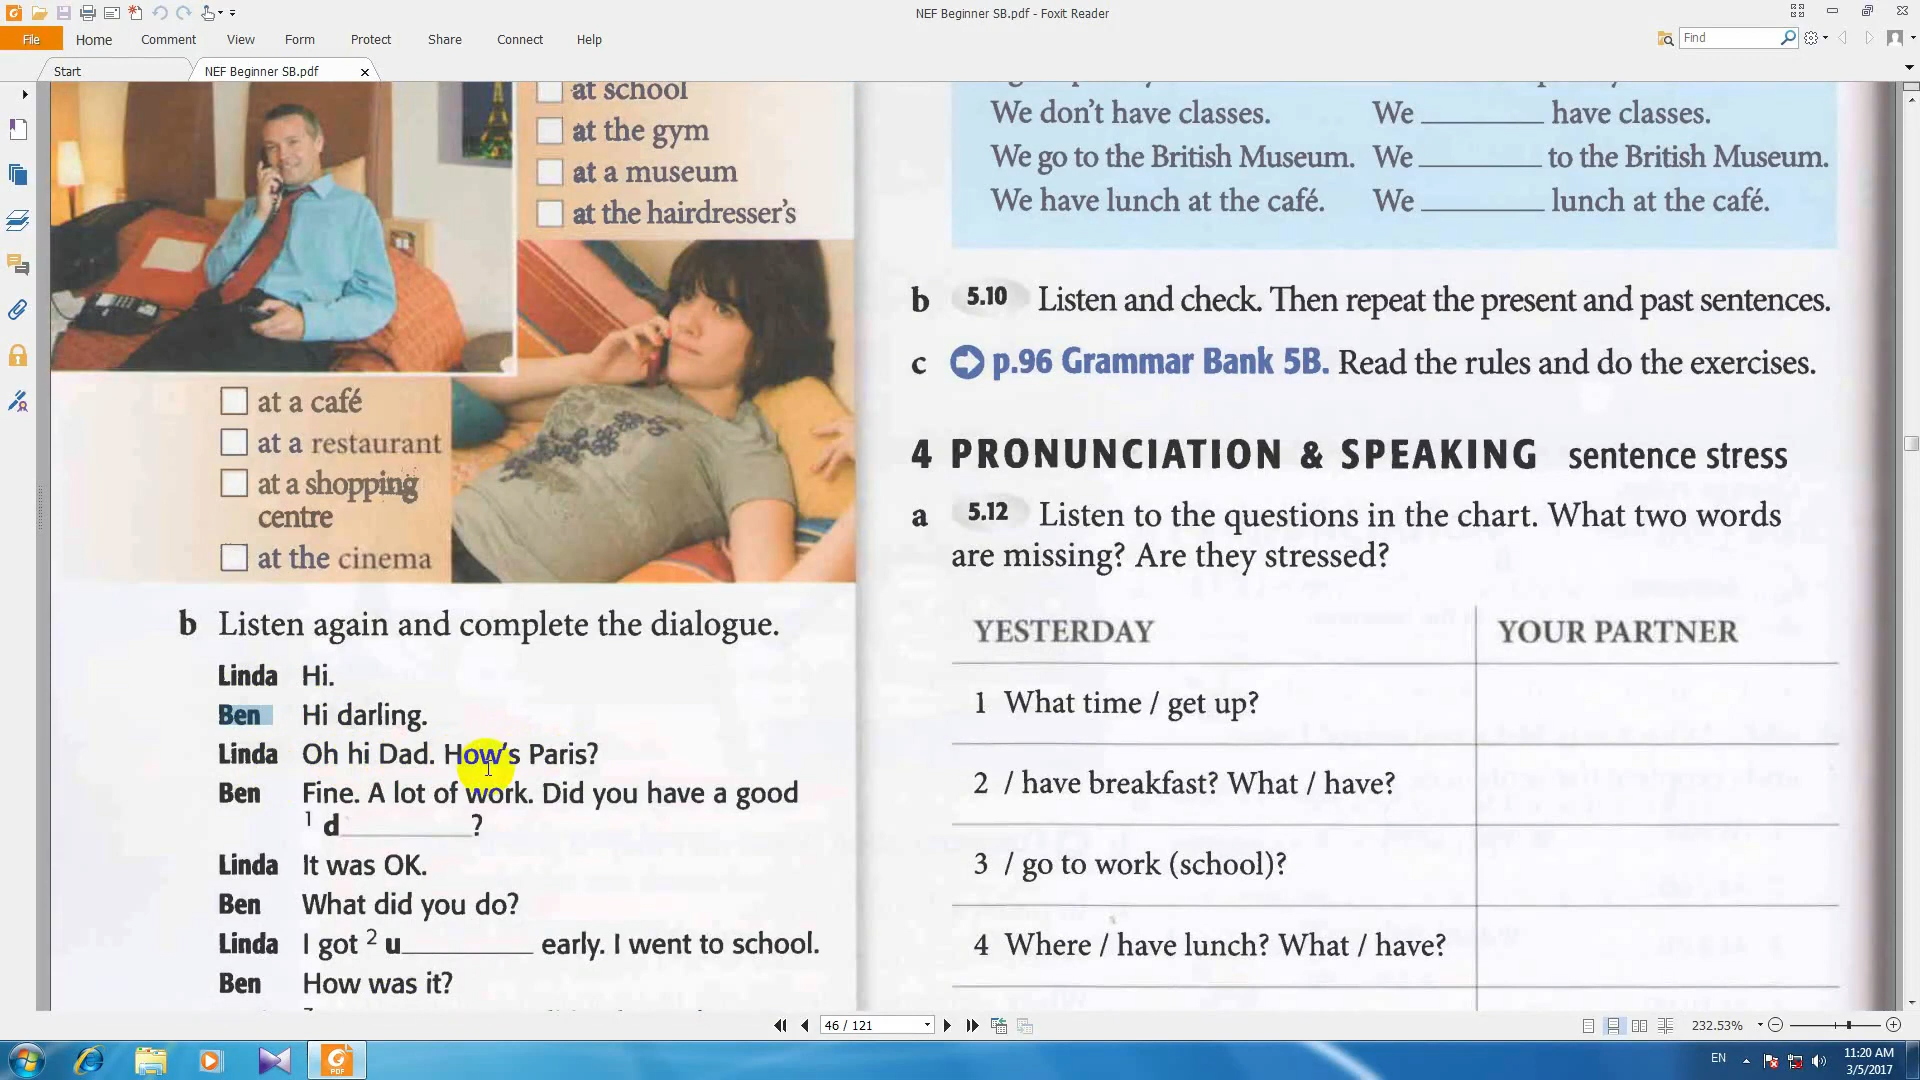 NEF Beginner SB.pdf - Foxit Reader
File Home Comment View Form Protect Share Connect Help
Find
Start
NEF Beginner SB.pdf
at school
at the gym
at a museum
at the hairdresser's
at a café
at a restaurant
at a shopping
centre
at the cinema
b Listen again and complete the dialogue.
Linda Hi.
Ben Hi darling.
Linda Oh hi Dad. How's Paris?
Ben Fine. A lot of work. Did you have a good
1 d__________?
Linda It was OK.
Ben What did you do?
Linda I got 2 u__________ early. I went to school.
Ben How was it?
We don't have classes. We __________ have classes.
We go to the British Museum. We __________ to the British Museum.
We have lunch at the café. We __________ lunch at the café.
b 5.10 Listen and check. Then repeat the present and past sentences.
c p.96 Grammar Bank 5B. Read the rules and do the exercises.
4 PRONUNCIATION & SPEAKING sentence stress
a 5.12 Listen to the questions in the chart. What two words
are missing? Are they stressed?
YESTERDAY YOUR PARTNER
1 What time / get up?
2 / have breakfast? What / have?
3 / go to work (school)?
4 Where / have lunch? What / have?
46 / 121
232.53%
PDF
EN
11:20 AM
3/5/2017